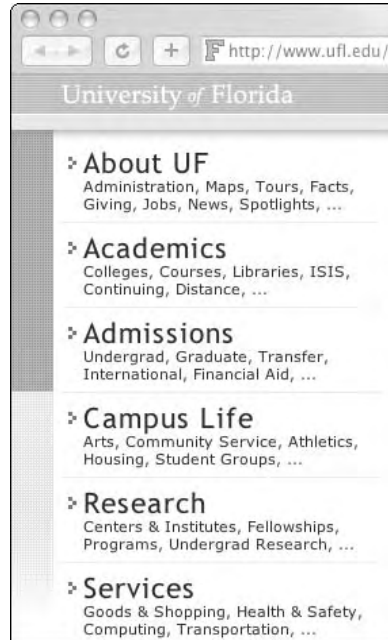 http://www.ufl.edu/
University of Florida
About UF
Administration, Maps, Tours, Facts,
Giving, Jobs, News, Spotlights, ...
Academics
Colleges, Courses, Libraries, ISIS,
Continuing, Distance, ...
Admissions
Undergrad, Graduate, Transfer,
International, Financial Aid, ...
Campus Life
Arts, Community Service, Athletics,
Housing, Student Groups, ...
Research
Centers & Institutes, Fellowships,
Programs, Undergrad Research, ...
Services
Goods & Shopping, Health & Safety,
Computing, Transportation, ...